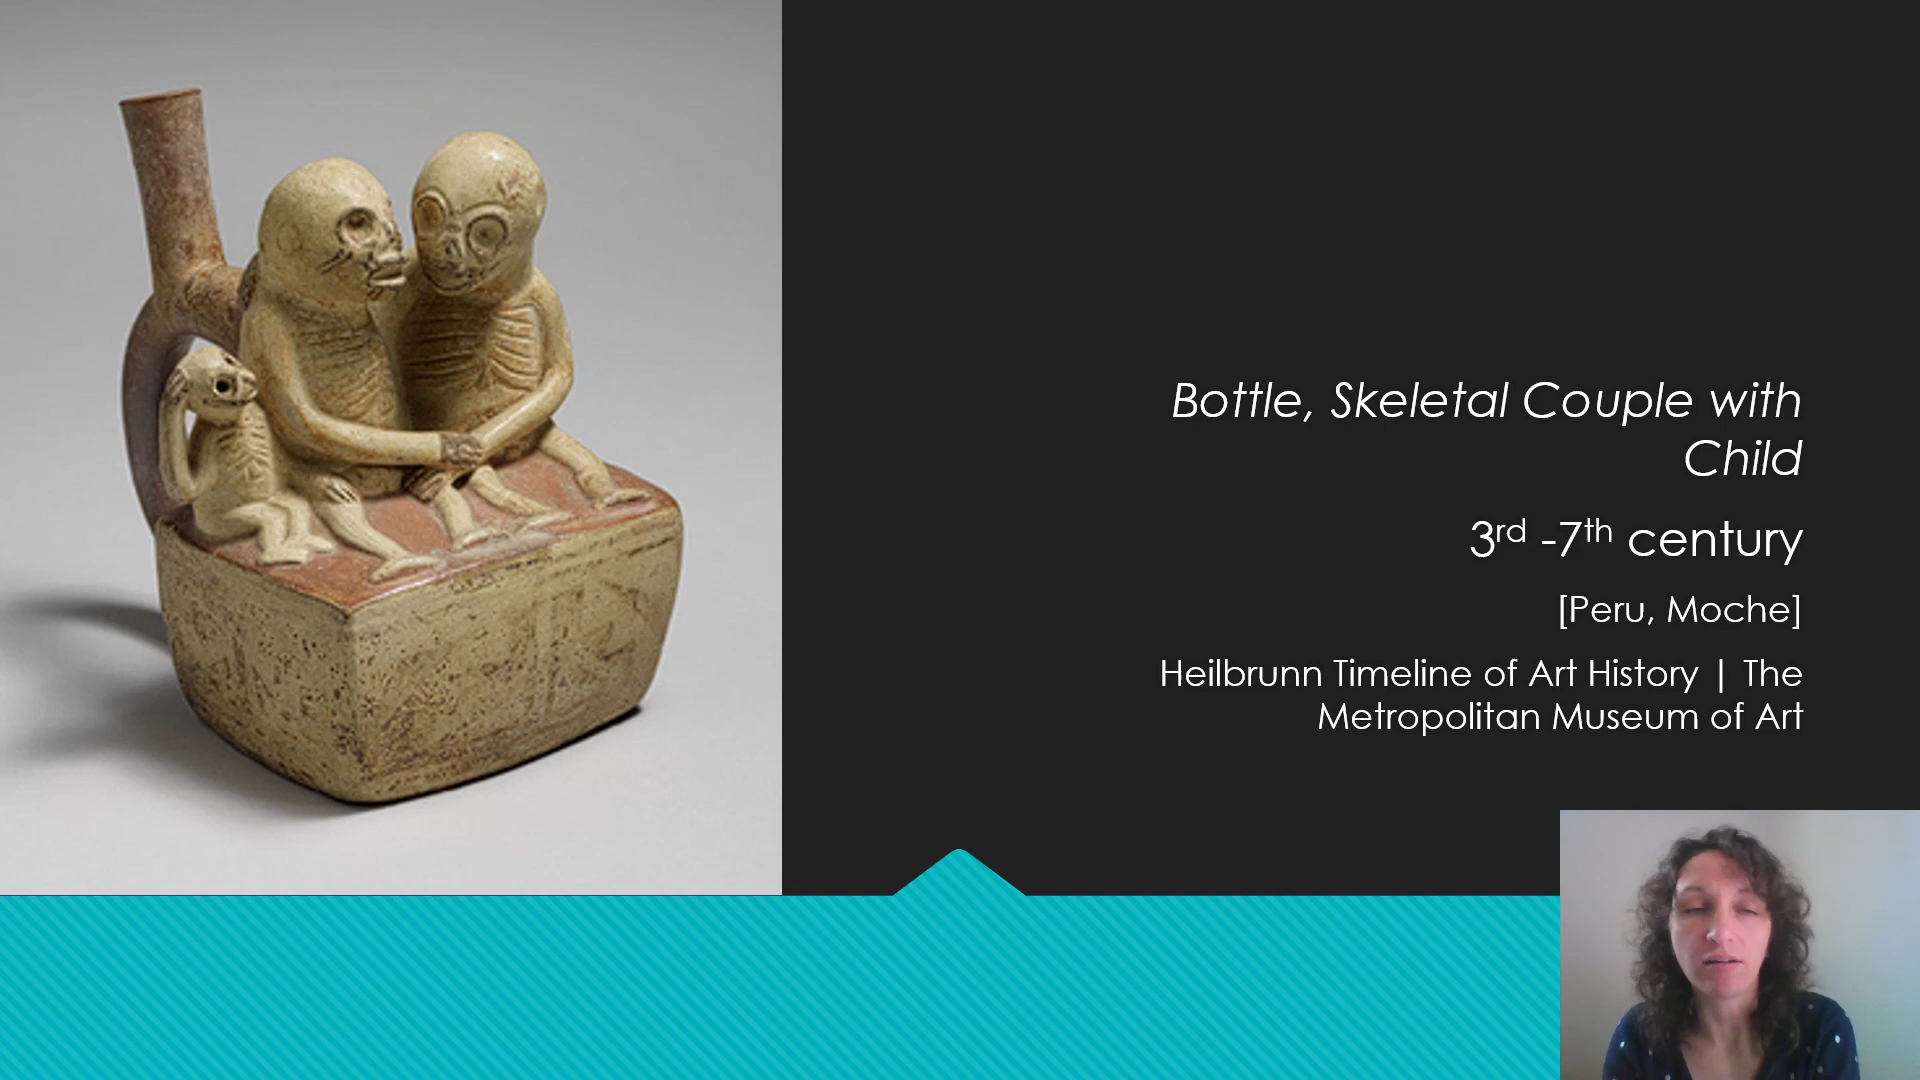 Bottle, Skeletal Couple with
Child
3rd -7th century
[Peru, Moche]
Heilbrunn Timeline of Art History | The
Metropolitan Museum of Art